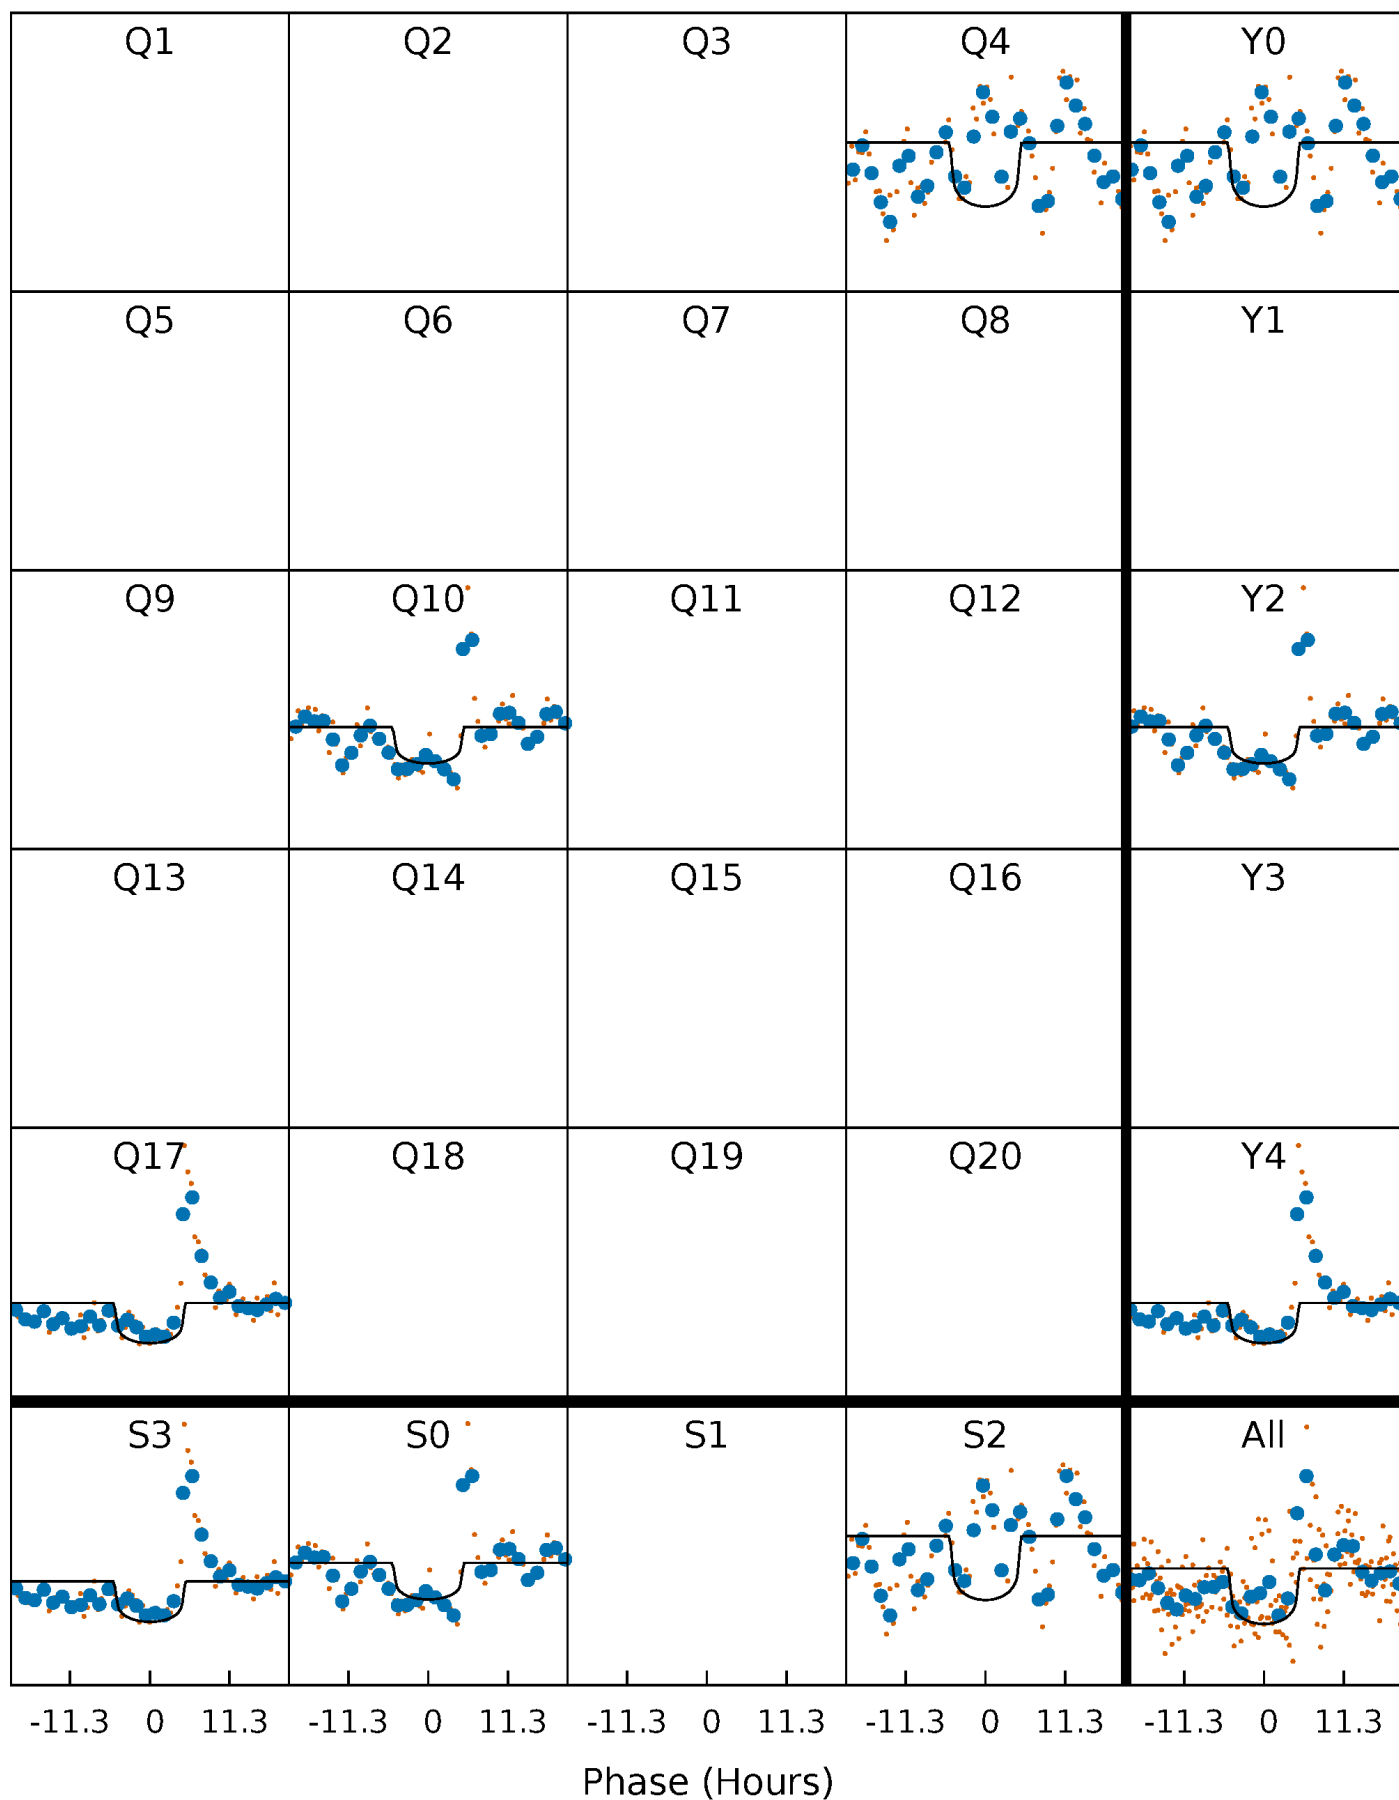 Q1 Q2 Q3 Q4 Y0
Q5 Q6 Q7 Q8 Y1
Q9 Q10 Q11 Q12 Y2
Q13 Q14 Q15 Q16 Y3
Q17 Q18 Q19 Q20 Y4
S3 S0 S1 S2 All
-11.3 0 11.3 -11.3 0 11.3 -11.3 0 11.3 -11.3 0 11.3 -11.3 0 11.3
Phase (Hours)